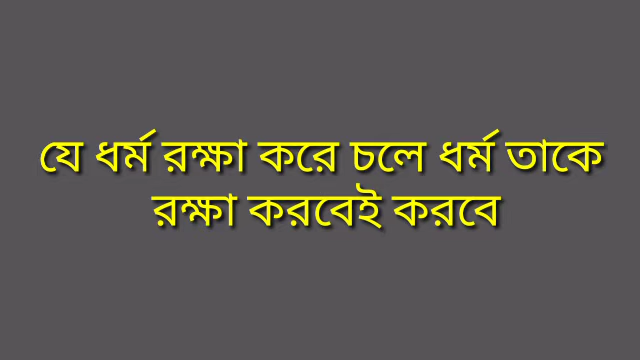 যে ধর্ম রক্ষা করে চলে ধর্ম তাকে
রক্ষা করবেই করবে